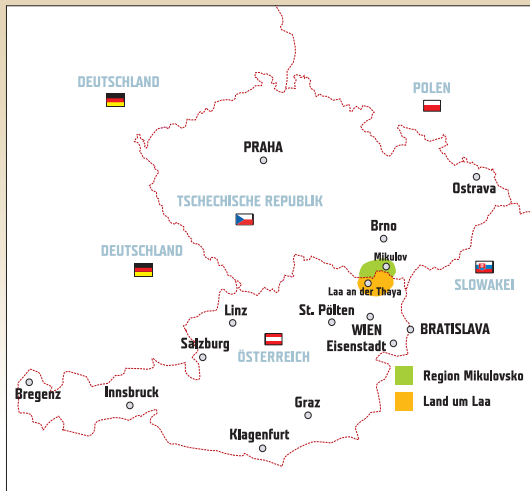 DEUTSCHLAND
POLEN
PRAHA
Ostrava
TSCHECHISCHE REPUBLIK
Brno
DEUTSCHLAND
Mikulov
SLOWAKEI
Laa an der Thaya
Linz
St. Pölten
WIEN
BRATISLAVA
Salzburg
ÖSTERREICH
Eisenstadt
Region Mikulovsko
Bregenz
Innsbruck
Land um Laa
Graz
Klagenfurt